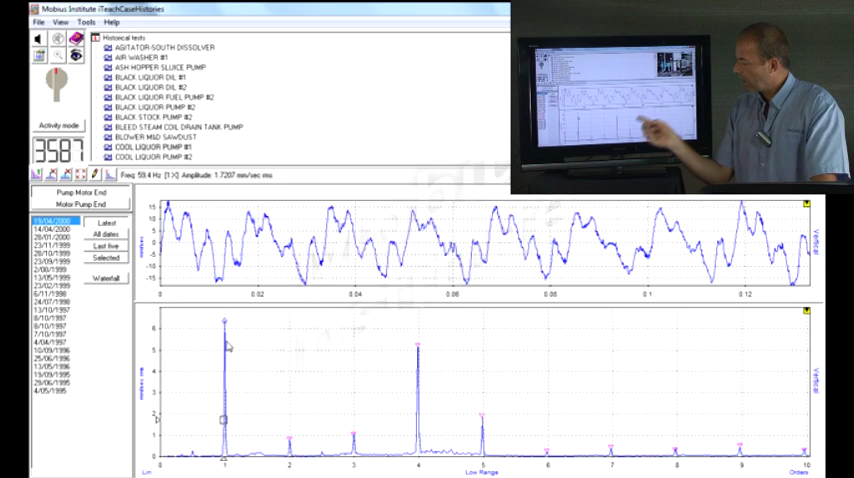 Mobius Institute iTeachCaseHistories
File View Tools Help
Historical tests
AGITATOR-SOUTH DISSOLVER
AIR WASHER #1
ASH HOPPER SLUICE PUMP
BLACK LIQUOR DIL #1
BLACK LIQUOR DIL #2
BLACK LIQUOR FUEL PUMP #2
BLACK LIQUOR PUMP #2
BLACK STOCK PUMP #2
BLEED STEAM COIL DRAIN TANK PUMP
BLOWER M&D SAWDUST
COOL LIQUOR PUMP #1
COOL LIQUOR PUMP #2
Activity mode
3587
Freq: 59.4 Hz (1X) Amplitude: 1.7207 mm/sec rms
Pump Motor End
Motor Pump End
19/04/2000
14/04/2000
28/01/2000
23/11/1999
28/10/1999
23/09/1999
2/08/1999
13/05/1999
23/02/1999
6/11/1998
24/07/1998
13/10/1997
8/10/1997
8/10/1997
7/10/1997
4/04/1997
10/09/1996
25/06/1996
13/05/1996
19/09/1995
29/06/1995
4/05/1995
Latest
All dates
Last five
Selected
Waterfall
15
10
5
0
-5
-10
-15
mm/sec
Vertical
0 0.02 0.04 0.06 0.08 0.1 0.12
6
5
4
3
2
1
0
mm/sec rms
Vertical
0 1 2 3 4 5 6 7 8 9 10
Lin Low Range Orders